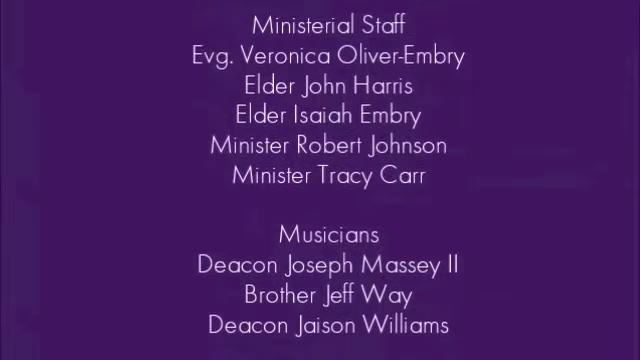 Ministerial Staff
Evg. Veronica Oliver-Embry
Elder John Harris
Elder Isaiah Embry
Minister Robert Johnson
Minister Tracy Carr
Musicians
Deacon Joseph Massey II
Brother Jeff Way
Deacon Jaison Williams